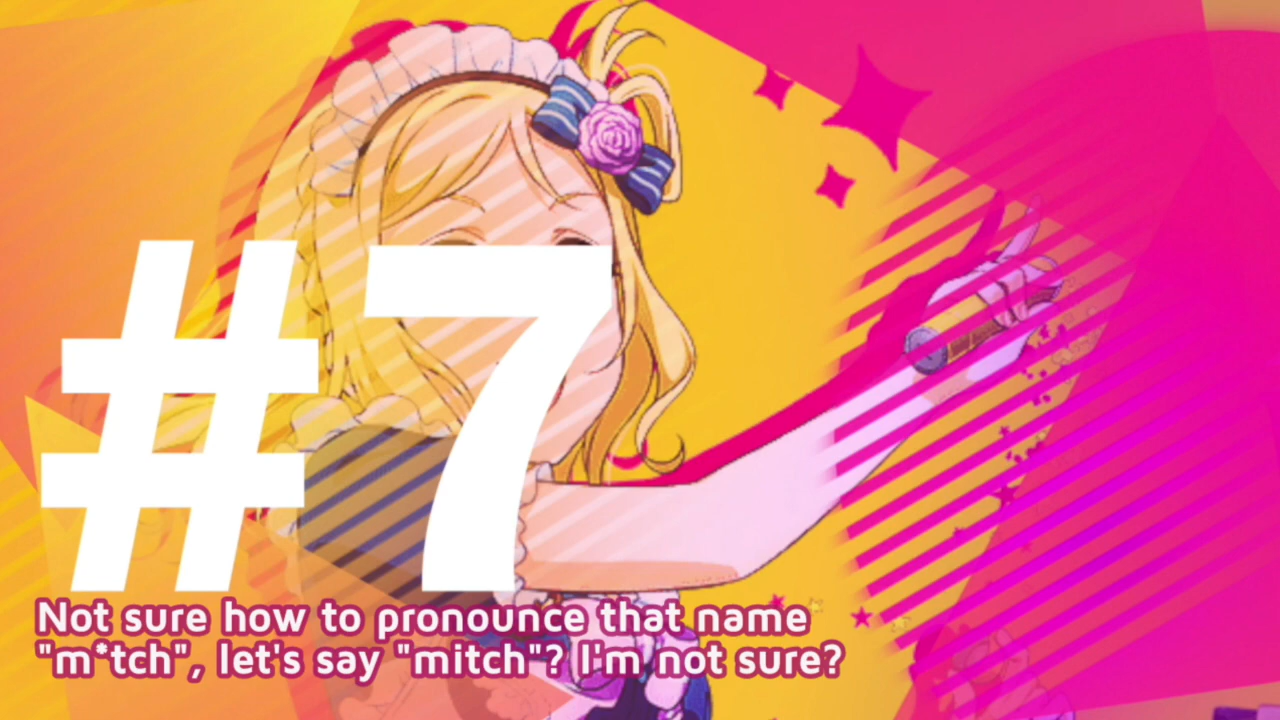 #7
Not sure how to pronounce that name
"m*tch", let's say "mitch"? I'm not sure?